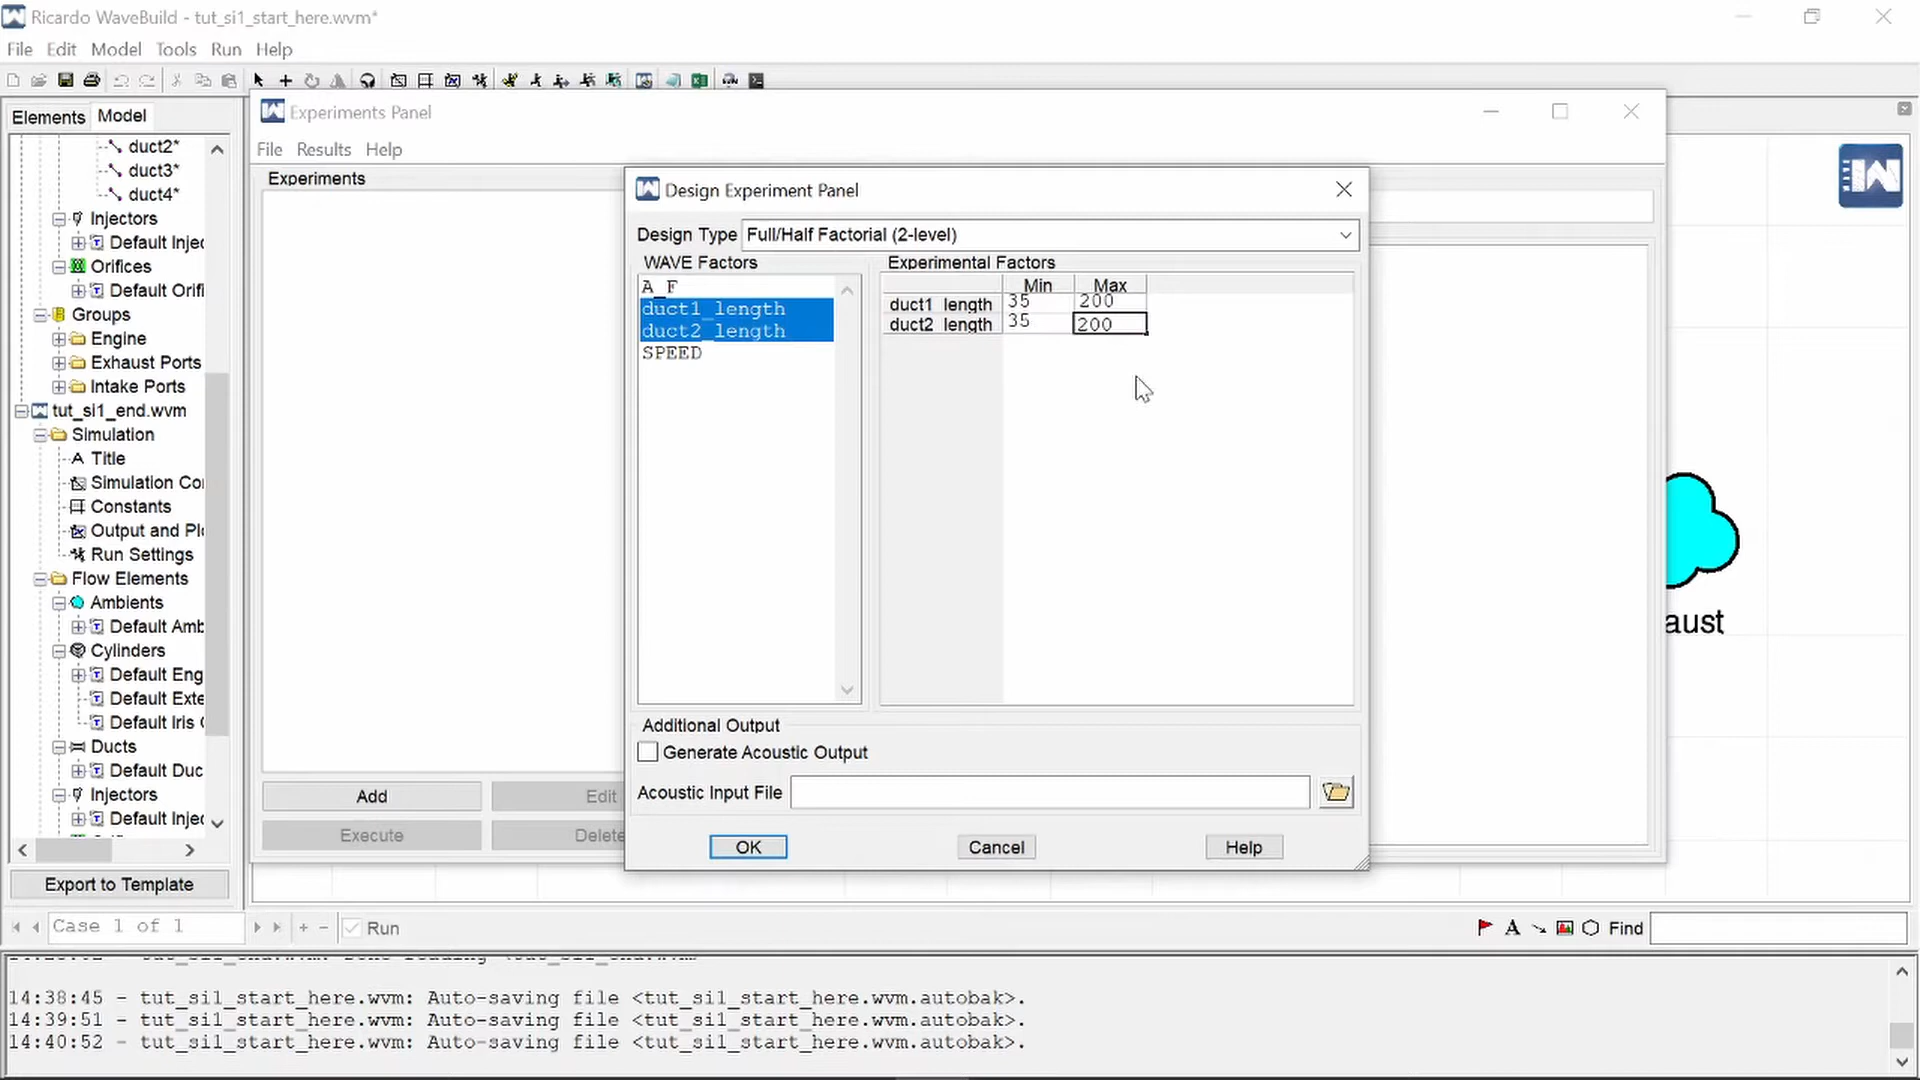 Ricardo WaveBuild - tut_si1_start_here.wvm*
File Edit Model Tools Run Help
Elements Model
duct2*
duct3*
duct4*
Injectors
Default Injec
Orifices
Default Orifi
Groups
Engine
Exhaust Ports
Intake Ports
tut_si1_end.wvm
Simulation
Title
Simulation Co
Constants
Output and Plo
Run Settings
Flow Elements
Ambients
Default Amb
Cylinders
Default Eng
Default Exte
Default Iris
Ducts
Default Duc
Injectors
Default Injec
Export to Template
Experiments Panel
File Results Help
Experiments
Add Edit
Execute Delete
Design Experiment Panel
Design Type Full/Half Factorial (2-level)
WAVE Factors
A_F
duct1_length
duct2_length
SPEED
Experimental Factors
Min Max
duct1_length 35 200
duct2_length 35 200
Additional Output
Generate Acoustic Output
Acoustic Input File
OK Cancel Help
aust
Case 1 of 1 + - Run
A Find
14:38:45 - tut_si1_start_here.wvm: Auto-saving file <tut_si1_start_here.wvm.autobak>.
14:39:51 - tut_si1_start_here.wvm: Auto-saving file <tut_si1_start_here.wvm.autobak>.
14:40:52 - tut_si1_start_here.wvm: Auto-saving file <tut_si1_start_here.wvm.autobak>.